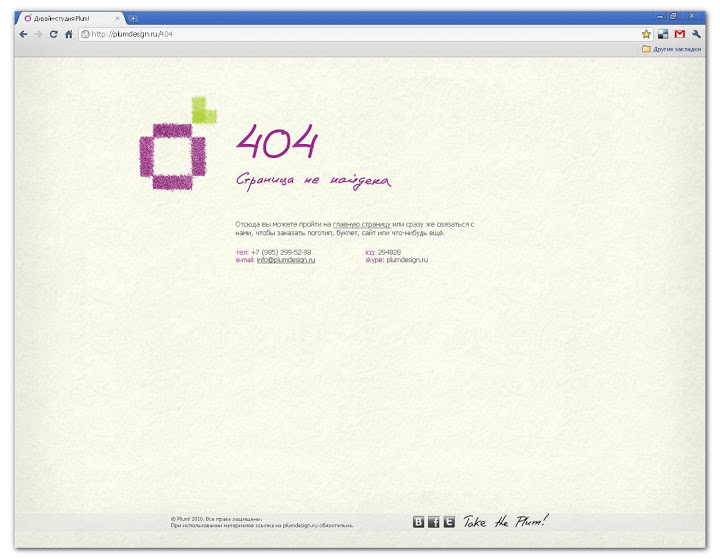 Дизайн-студия Plum!
http://plumdesign.ru/404
Другие закладки
404
Страница не найдена
Отсюда вы можете пройти на главную страницу или сразу же связаться с
нами, чтобы заказать логотип, буклет, сайт или что-нибудь ещё.
тел: +7 (985) 299-52-98 icq: 294828
e-mail: info@plumdesign.ru skype: plumdesign.ru
© Plum! 2010. Все права защищены.
При использовании материалов ссылка на plumdesign.ru обязательна.
B f t Take the Plum!